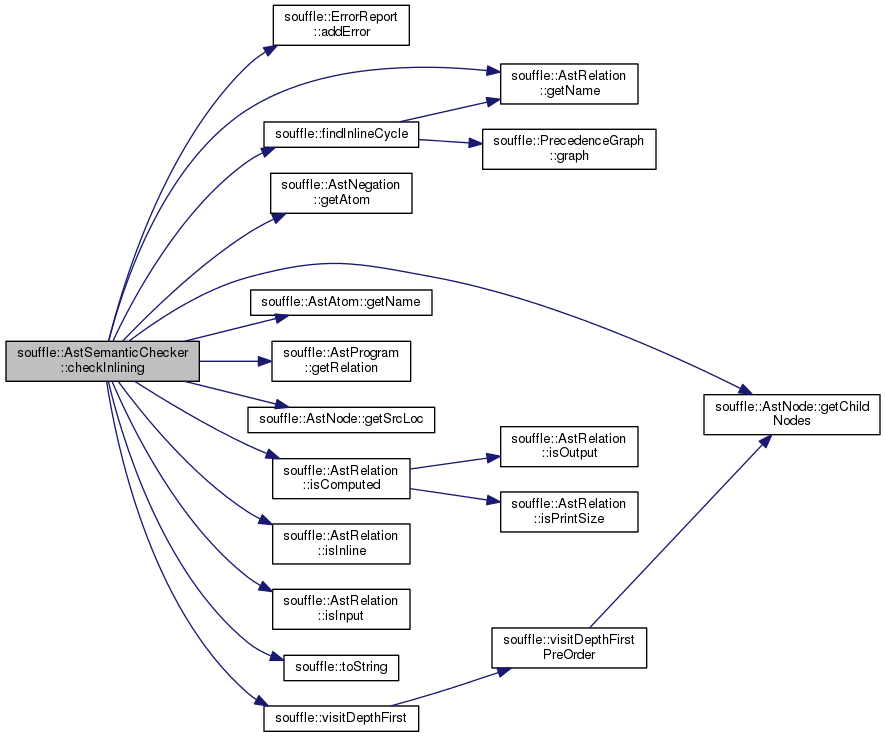 souffle::ErrorReport
::addError
souffle::AstRelation
::getName
souffle::findInlineCycle
souffle::PrecedenceGraph
::graph
souffle::AstNegation
::getAtom
souffle::AstAtom::getName
souffle::AstSemanticChecker
::checkInlining
souffle::AstProgram
::getRelation
souffle::AstNode::getChild
Nodes
souffle::AstNode::getSrcLoc
souffle::AstRelation
::isComputed
souffle::AstRelation
::isOutput
souffle::AstRelation
::isPrintSize
souffle::AstRelation
::isInline
souffle::AstRelation
::isInput
souffle::visitDepthFirst
PreOrder
souffle::toString
souffle::visitDepthFirst